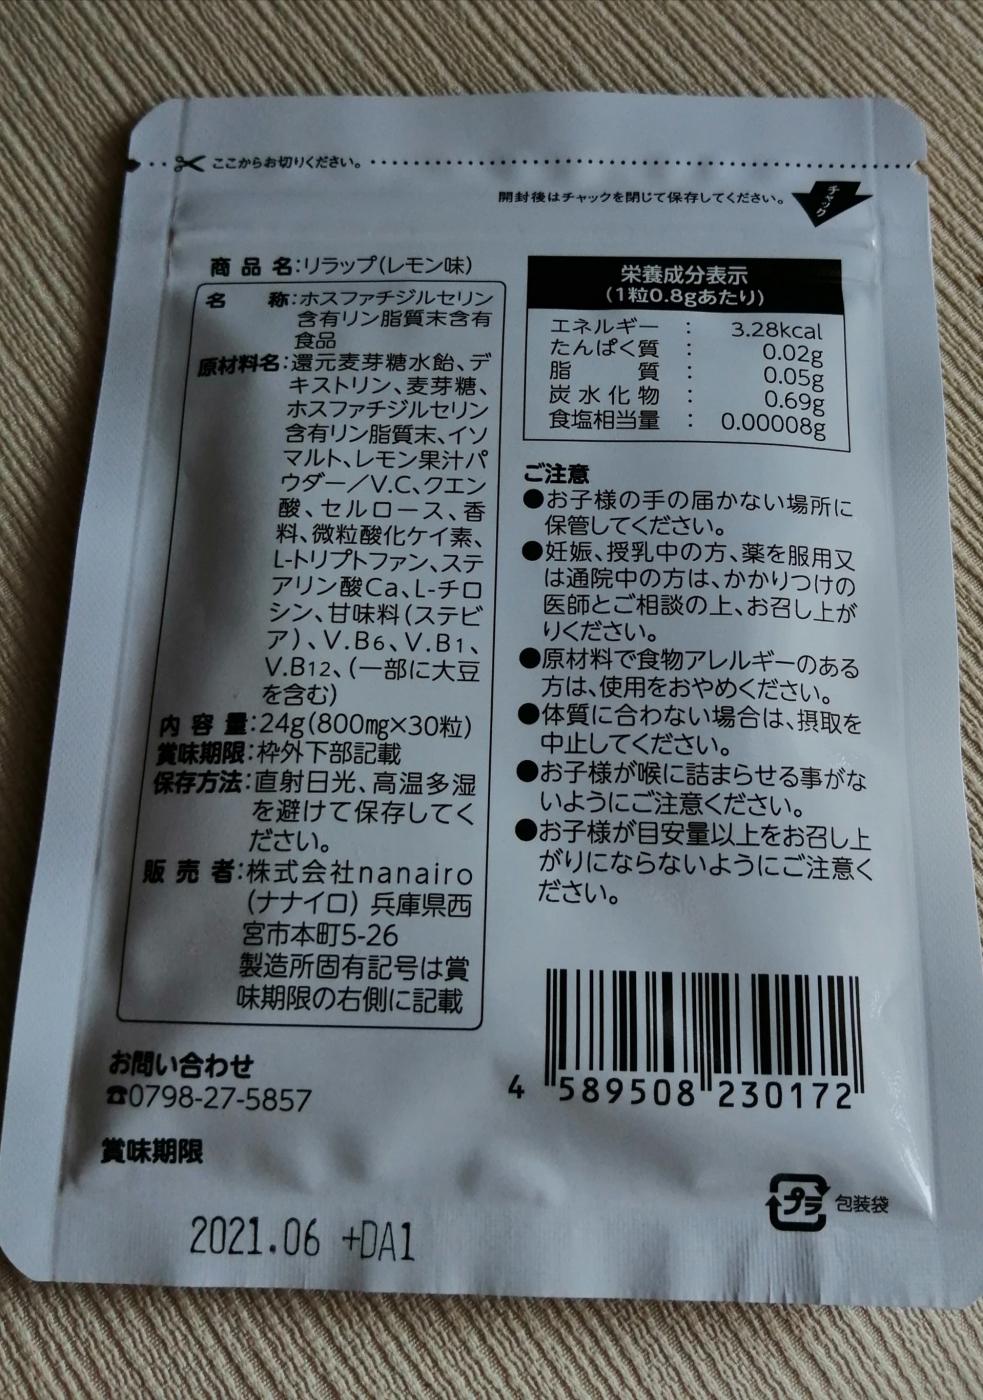 ここからお切りください。
開封後はチャックを閉じて保存してください。
チャック
商品名:リラップ(レモン味)
名 称:ホスファチジルセリン
含有リン脂質末含有
食品
原材料名:還元麦芽糖水飴、デ
キストリン、麦芽糖、
ホスファチジルセリン
含有リン脂質末、イソ
マルト、レモン果汁パ
ウダー/V.C、クエン
酸、セルロース、香
料、微粒酸化ケイ素、
L-トリプトファン、ステ
アリン酸Ca、L-チロ
シン、甘味料(ステビ
ア)、V.B6、V.B1、
V.B12、(一部に大豆
を含む)
内容量:24g(800mg×30粒)
賞味期限:枠外下部記載
保存方法:直射日光、高温多湿
を避けて保存してく
ださい。
販売者:株式会社nanairo
(ナナイロ) 兵庫県西
宮市本町5-26
製造所固有記号は賞
味期限の右側に記載
お問い合わせ
☎0798-27-5857
賞味期限
2021.06 +DA1
栄養成分表示
(1粒0.8gあたり)
エネルギー : 3.28kcal
たんぱく質 : 0.02g
脂質 : 0.05g
炭水化物 : 0.69g
食塩相当量 : 0.00008g
ご注意
●お子様の手の届かない場所に
保管してください。
●妊娠、授乳中の方、薬を服用又
は通院中の方は、かかりつけの
医師とご相談の上、お召し上が
りください。
●原材料で食物アレルギーのある
方は、使用をおやめください。
●体質に合わない場合は、摂取を
中止してください。
●お子様が喉に詰まらせる事がな
いようにご注意ください。
●お子様が目安量以上をお召し上
がりにならないようにご注意く
ださい。
4 589508 230172
プラ 包装袋